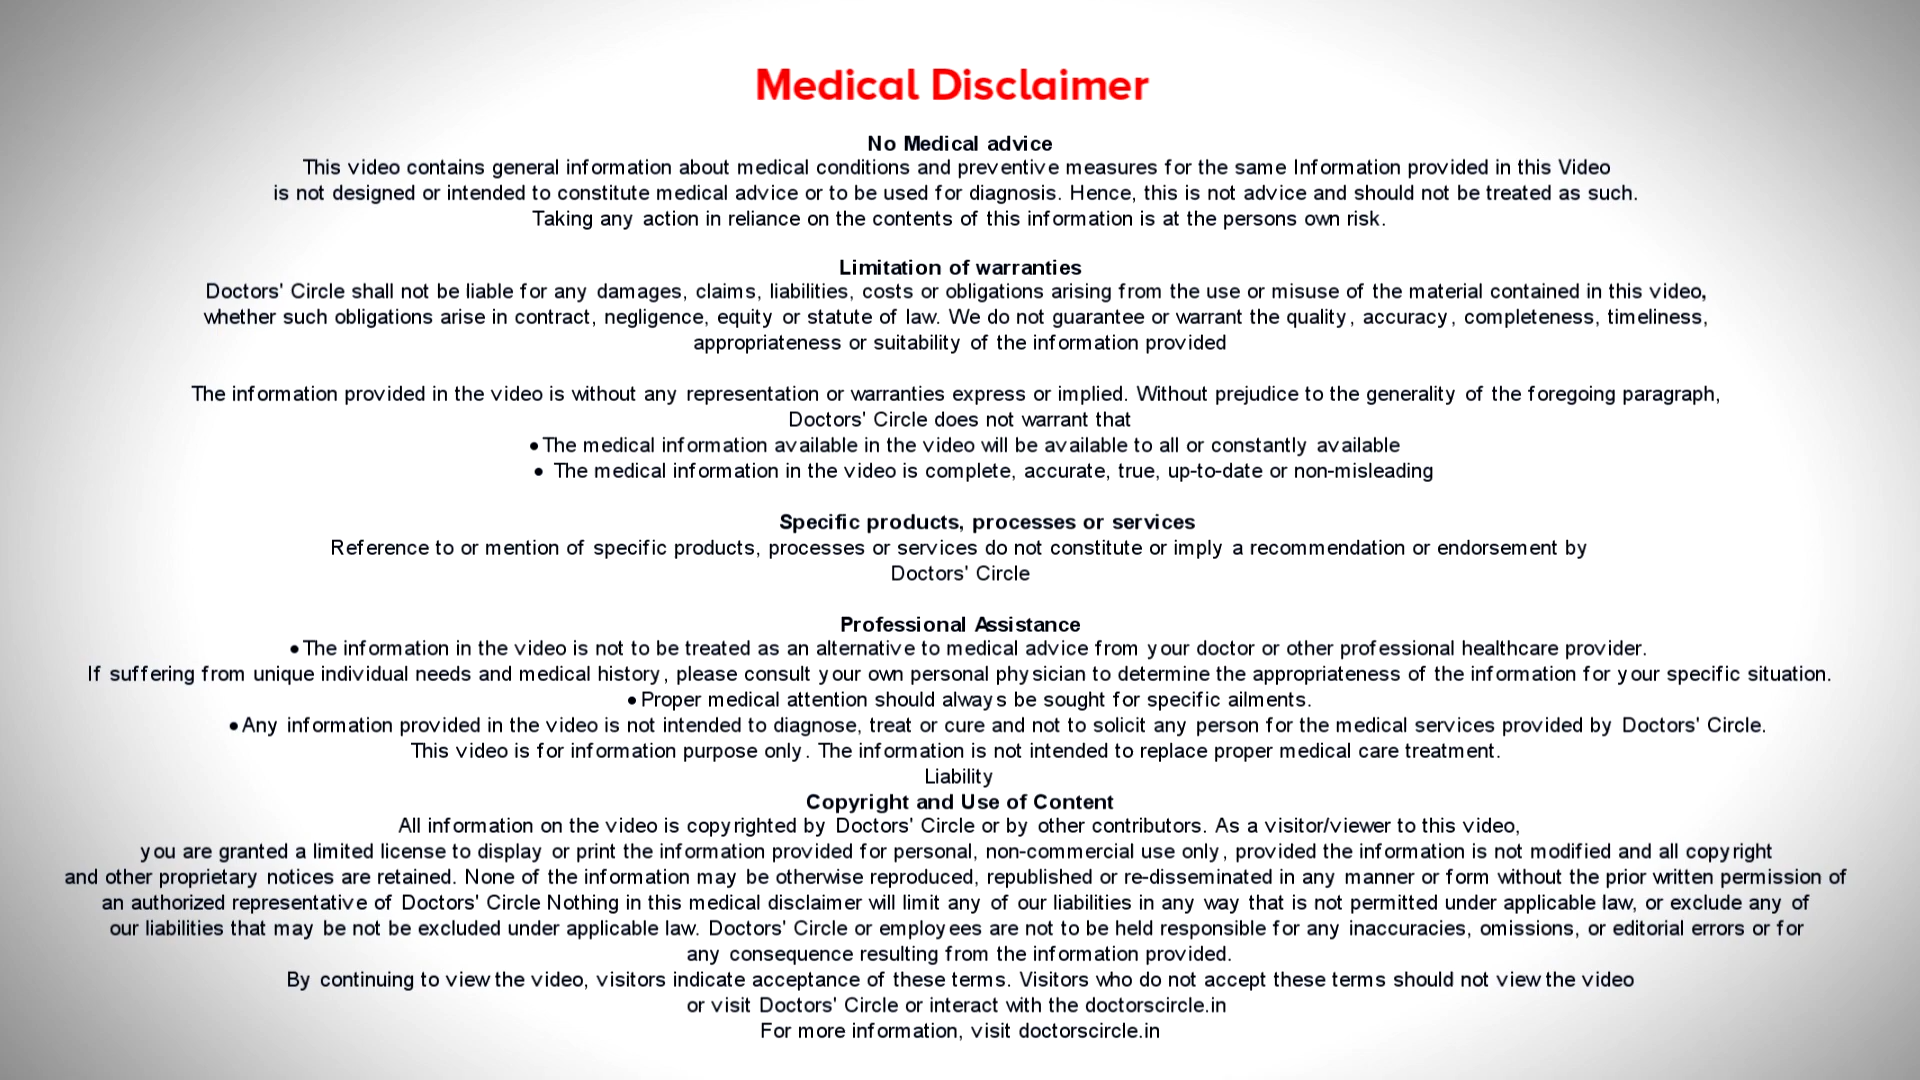 Medical Disclaimer
No Medical advice
This video contains general information about medical conditions and preventive measures for the same Information provided in this Video
is not designed or intended to constitute medical advice or to be used for diagnosis. Hence, this is not advice and should not be treated as such.
Taking any action in reliance on the contents of this information is at the persons own risk.
Limitation of warranties
Doctors' Circle shall not be liable for any damages, claims, liabilities, costs or obligations arising from the use or misuse of the material contained in this video,
whether such obligations arise in contract, negligence, equity or statute of law. We do not guarantee or warrant the quality, accuracy, completeness, timeliness,
appropriateness or suitability of the information provided
The information provided in the video is without any representation or warranties express or implied. Without prejudice to the generality of the foregoing paragraph,
Doctors' Circle does not warrant that
• The medical information available in the video will be available to all or constantly available
• The medical information in the video is complete, accurate, true, up-to-date or non-misleading
Specific products, processes or services
Reference to or mention of specific products, processes or services do not constitute or imply a recommendation or endorsement by
Doctors' Circle
Professional Assistance
• The information in the video is not to be treated as an alternative to medical advice from your doctor or other professional healthcare provider.
If suffering from unique individual needs and medical history, please consult your own personal physician to determine the appropriateness of the information for your specific situation.
• Proper medical attention should always be sought for specific ailments.
• Any information provided in the video is not intended to diagnose, treat or cure and not to solicit any person for the medical services provided by Doctors' Circle.
This video is for information purpose only. The information is not intended to replace proper medical care treatment.
Liability
Copyright and Use of Content
All information on the video is copyrighted by Doctors' Circle or by other contributors. As a visitor/viewer to this video,
you are granted a limited license to display or print the information provided for personal, non-commercial use only, provided the information is not modified and all copyright
and other proprietary notices are retained. None of the information may be otherwise reproduced, republished or re-disseminated in any manner or form without the prior written permission of
an authorized representative of Doctors' Circle Nothing in this medical disclaimer will limit any of our liabilities in any way that is not permitted under applicable law, or exclude any of
our liabilities that may be not be excluded under applicable law. Doctors' Circle or employees are not to be held responsible for any inaccuracies, omissions, or editorial errors or for
any consequence resulting from the information provided.
By continuing to view the video, visitors indicate acceptance of these terms. Visitors who do not accept these terms should not view the video
or visit Doctors' Circle or interact with the doctorscircle.in
For more information, visit doctorscircle.in